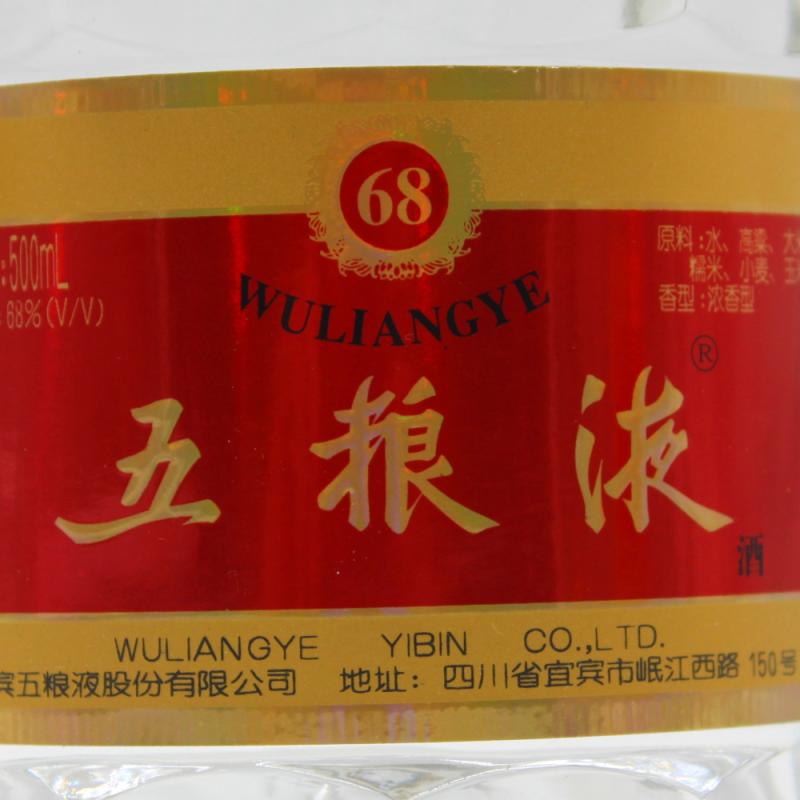 68
:500mL
68%(V/V)
原料:水、高粱、大
糯米、小麦、玉
香型:浓香型
WULIANGYE
五粮液®
酒
WULIANGYE YIBIN CO.,LTD.
宾五粮液股份有限公司 地址: 四川省宜宾市岷江西路 150号